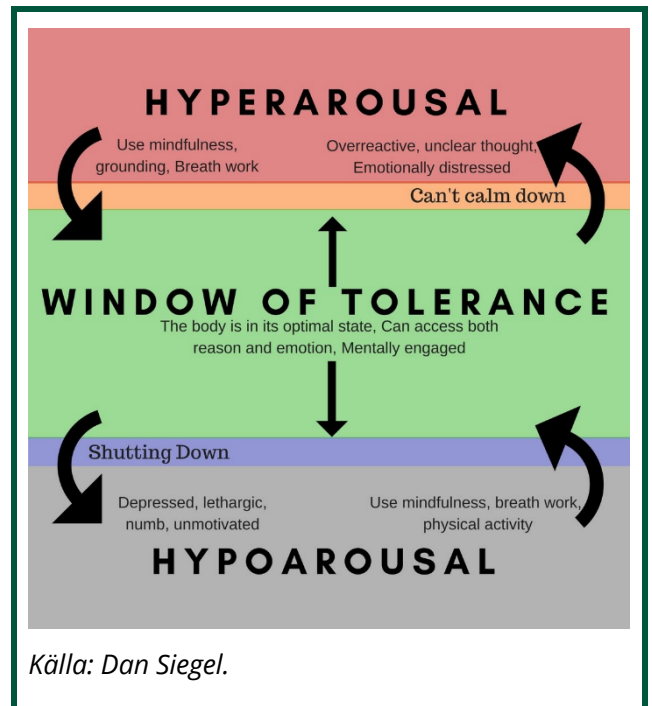 HYPERAROUSAL
Use mindfulness,
grounding, Breath work
Overreactive, unclear thought,
Emotionally distressed
Can't calm down
WINDOW OF TOLERANCE
The body is in its optimal state, Can access both
reason and emotion, Mentally engaged
Shutting Down
Depressed, lethargic,
numb, unmotivated
Use mindfulness, breath work,
physical activity
HYPOAROUSAL
Källa: Dan Siegel.